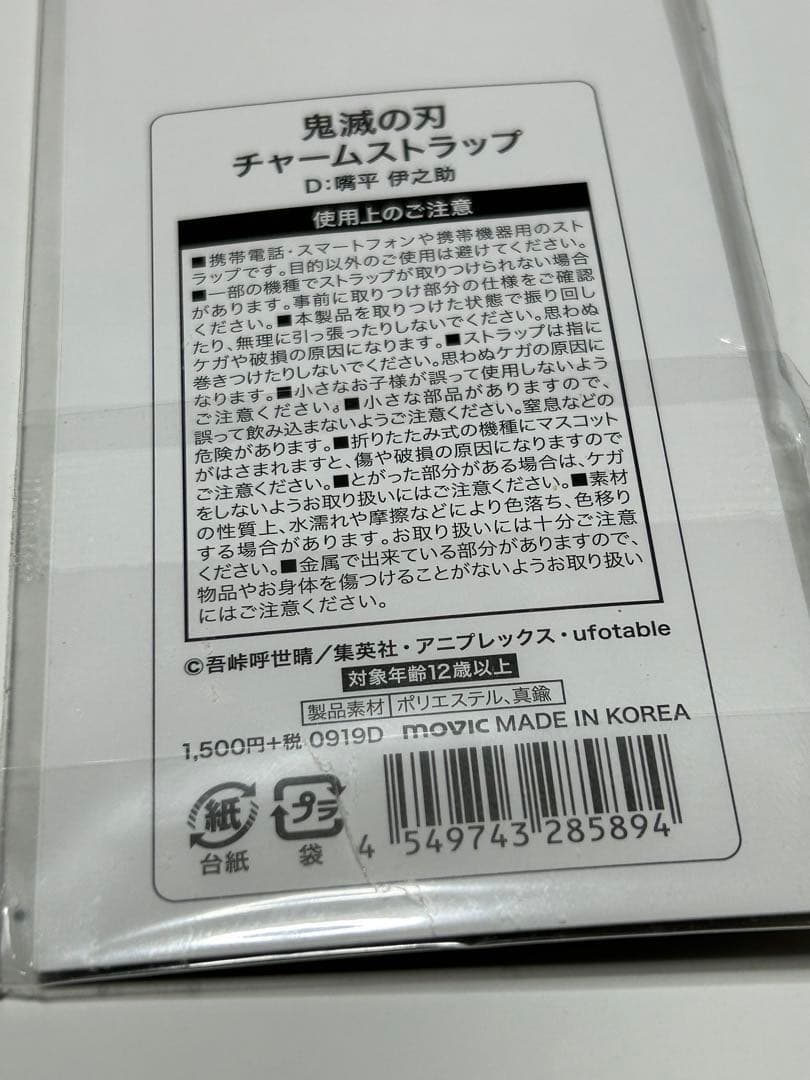 鬼滅の刃
チャームストラップ
D:嘴平 伊之助
使用上のご注意
■携帯電話・スマートフォンや携帯機器用のスト
ラップです。目的以外のご使用は避けてください。
■一部の機種でストラップが取りつけられない場合
があります。事前に取りつけ部分の仕様をご確認
ください。■本製品を取りつけた状態で振り回し
たり、無理に引っ張ったりしないでください。思わぬ
ケガや破損の原因になります。■ストラップは指に
巻きつけたりしないでください。思わぬケガの原因に
なります。■小さなお子様が誤って使用しないよう
ご注意ください。■小さな部品がありますので、
誤って飲み込まないようご注意ください。窒息などの
危険があります。■折りたたみ式の機種にマスコット
がはさまれますと、傷や破損の原因になりますので
ご注意ください。■とがった部分がある場合は、ケガ
をしないようお取り扱いにはご注意ください。■素材
の性質上、水濡れや摩擦などにより色落ち、色移り
する場合があります。お取り扱いには十分ご注意
ください。■金属で出来ている部分がありますので、
物品やお身体を傷つけることがないようお取り扱い
にはご注意ください。
©吾峠呼世晴/集英社・アニプレックス・ufotable
対象年齢12歳以上
製品素材 ポリエステル、真鍮
1,500円+税 0919D movic MADE IN KOREA
紙 プラ
台紙 袋
4 549743 285894